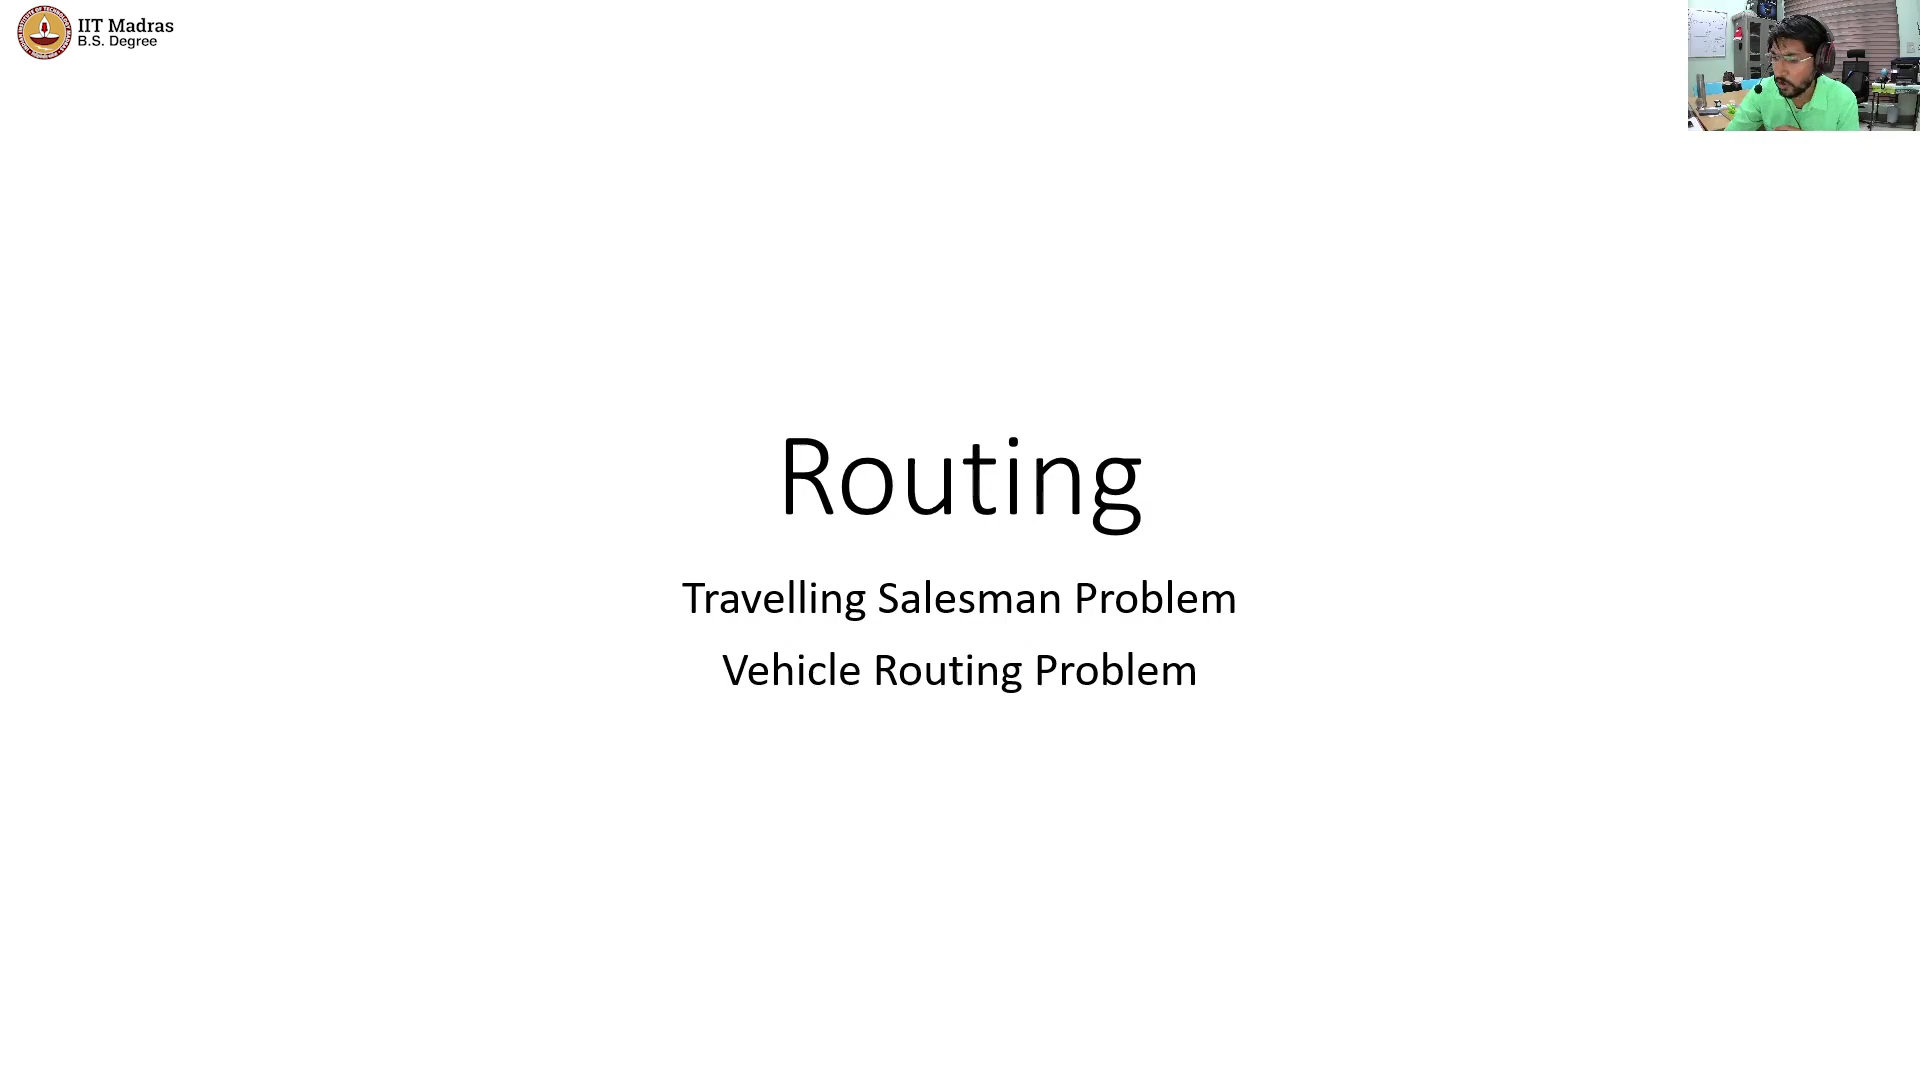 IIT Madras
B.S. Degree
Routing
Travelling Salesman Problem
Vehicle Routing Problem